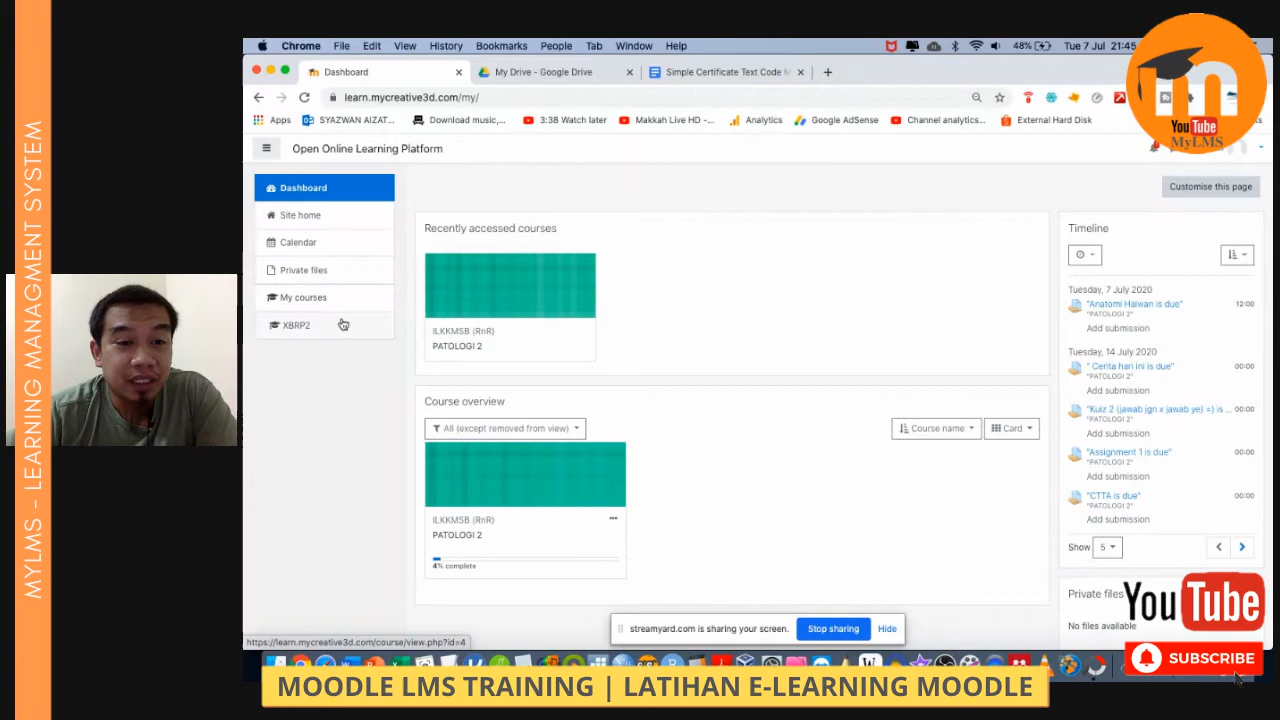 MYLMS - LEARNING MANAGMENT SYSTEM
Chrome File Edit View History Bookmarks People Tab Window Help
48%
Tue 7 Jul 21:45
Dashboard
My Drive - Google Drive
Simple Certificate Text Code M
learn.mycreative3d.com/my/
Apps
SYAZWAN AIZAT...
Download music,...
3:38 Watch later
Makkah Live HD -...
Analytics
Google AdSense
Channel analytics...
External Hard Disk
YouTube
MyLMS
Open Online Learning Platform
Customise this page
Dashboard
Site home
Calendar
Private files
My courses
XBRP2
Recently accessed courses
ILKKMSB (RnR)
PATOLOGI 2
Course overview
All (except removed from view)
Course name
Card
ILKKMSB (RnR)
PATOLOGI 2
4% complete
Timeline
Tuesday, 7 July 2020
"Anatomi Haiwan is due"
12:00
"PATOLOGI 2"
Add submission
Tuesday, 14 July 2020
" Cerita hari ini is due"
00:00
"PATOLOGI 2"
Add submission
"Kuiz 2 (jawab jgn x jawab ye) =) is ...
00:00
"PATOLOGI 2"
Add submission
"Assignment 1 is due"
00:00
"PATOLOGI 2"
Add submission
"CTTA is due"
00:00
"PATOLOGI 2"
Add submission
Show 5
Private files
No files available
streamyard.com is sharing your screen.
Stop sharing
Hide
https://learn.mycreative3d.com/course/view.php?id=4
YouTube
SUBSCRIBE
MOODLE LMS TRAINING | LATIHAN E-LEARNING MOODLE